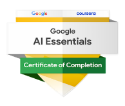 Google coursera
Google
AI Essentials
Certificate of Completion